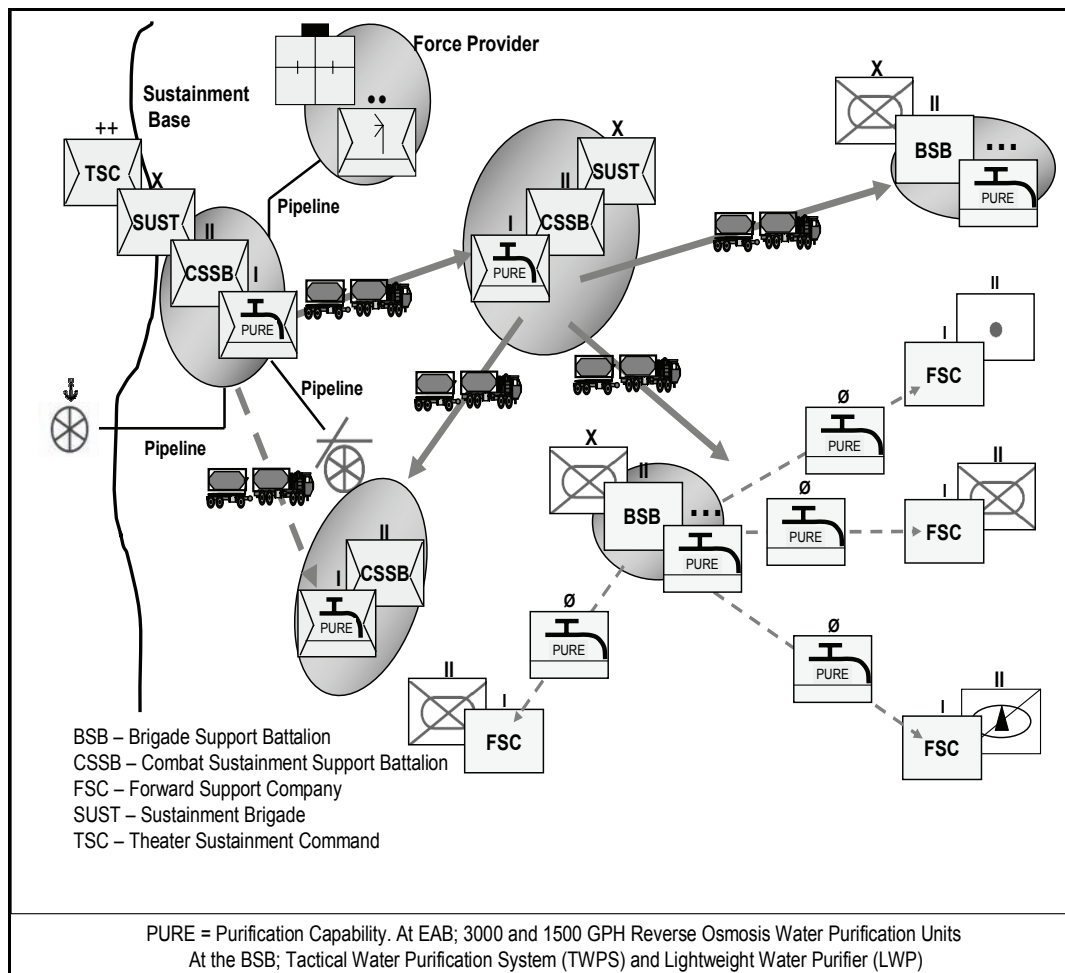 Force Provider
Sustainment
Base
++
TSC
X
SUST
II
CSSB
I
PURE
Pipeline
Pipeline
Pipeline
X
SUST
II
CSSB
I
PURE
X
II
BSB
...
PURE
II
I
FSC
Ø
PURE
X
II
BSB
...
PURE
Ø
PURE
II
I
FSC
II
CSSB
I
PURE
Ø
PURE
Ø
PURE
II
I
FSC
II
I
FSC
BSB – Brigade Support Battalion
CSSB – Combat Sustainment Support Battalion
FSC – Forward Support Company
SUST – Sustainment Brigade
TSC – Theater Sustainment Command
PURE = Purification Capability. At EAB; 3000 and 1500 GPH Reverse Osmosis Water Purification Units
At the BSB; Tactical Water Purification System (TWPS) and Lightweight Water Purifier (LWP)